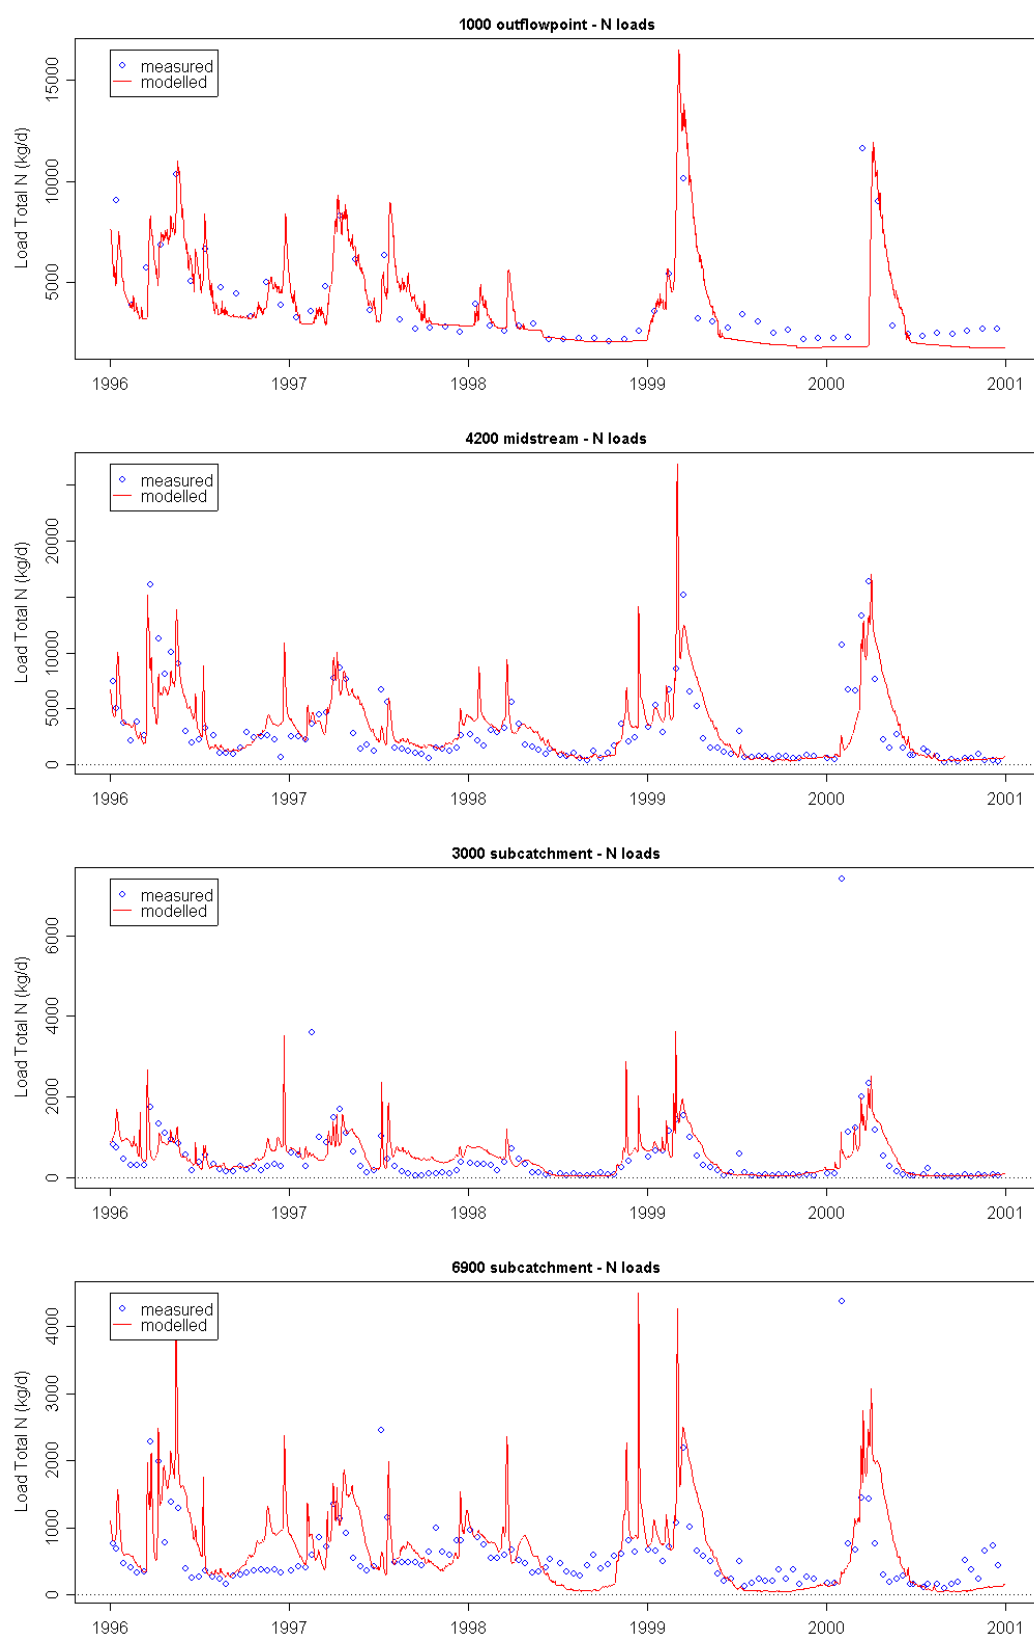 1000 outflowpoint - N loads
measured
modelled
Load Total N (kg/d)
15000
10000
5000
1996 1997 1998 1999 2000 2001
4200 midstream - N loads
measured
modelled
Load Total N (kg/d)
20000
10000
5000
0
1996 1997 1998 1999 2000 2001
3000 subcatchment - N loads
measured
modelled
Load Total N (kg/d)
6000
4000
2000
0
1996 1997 1998 1999 2000 2001
6900 subcatchment - N loads
measured
modelled
Load Total N (kg/d)
4000
3000
2000
1000
0
1996 1997 1998 1999 2000 2001